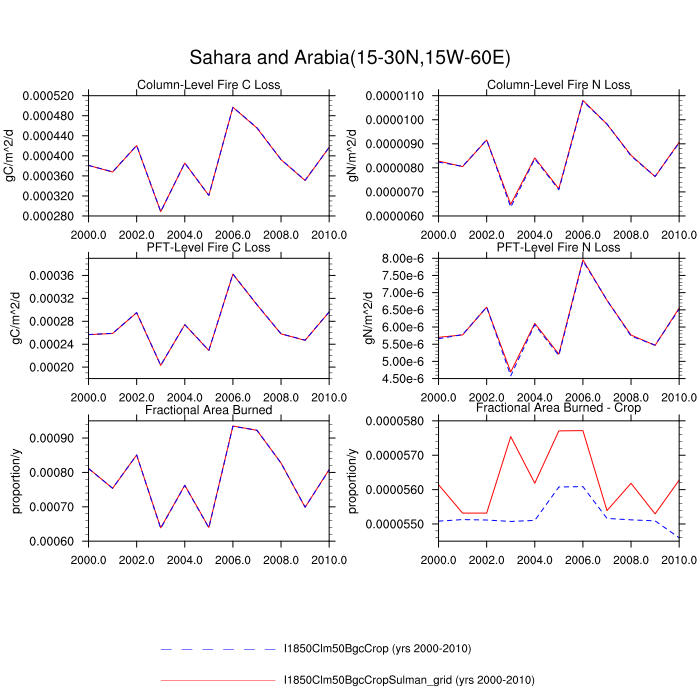 Sahara and Arabia(15-30N,15W-60E)
Column-Level Fire C Loss
gC/m^2/d
0.000520
0.000480
0.000440
0.000400
0.000360
0.000320
0.000280
2000.0 2002.0 2004.0 2006.0 2008.0 2010.0
Column-Level Fire N Loss
gN/m^2/d
0.0000110
0.0000100
0.0000090
0.0000080
0.0000070
0.0000060
2000.0 2002.0 2004.0 2006.0 2008.0 2010.0
PFT-Level Fire C Loss
gC/m^2/d
0.00036
0.00032
0.00028
0.00024
0.00020
2000.0 2002.0 2004.0 2006.0 2008.0 2010.0
PFT-Level Fire N Loss
gN/m^2/d
8.00e-6
7.50e-6
7.00e-6
6.50e-6
6.00e-6
5.50e-6
5.00e-6
4.50e-6
2000.0 2002.0 2004.0 2006.0 2008.0 2010.0
Fractional Area Burned
proportion/y
0.00090
0.00080
0.00070
0.00060
2000.0 2002.0 2004.0 2006.0 2008.0 2010.0
Fractional Area Burned - Crop
proportion/y
0.0000580
0.0000570
0.0000560
0.0000550
2000.0 2002.0 2004.0 2006.0 2008.0 2010.0
I1850Clm50BgcCrop (yrs 2000-2010)
I1850Clm50BgcCropSulman_grid (yrs 2000-2010)